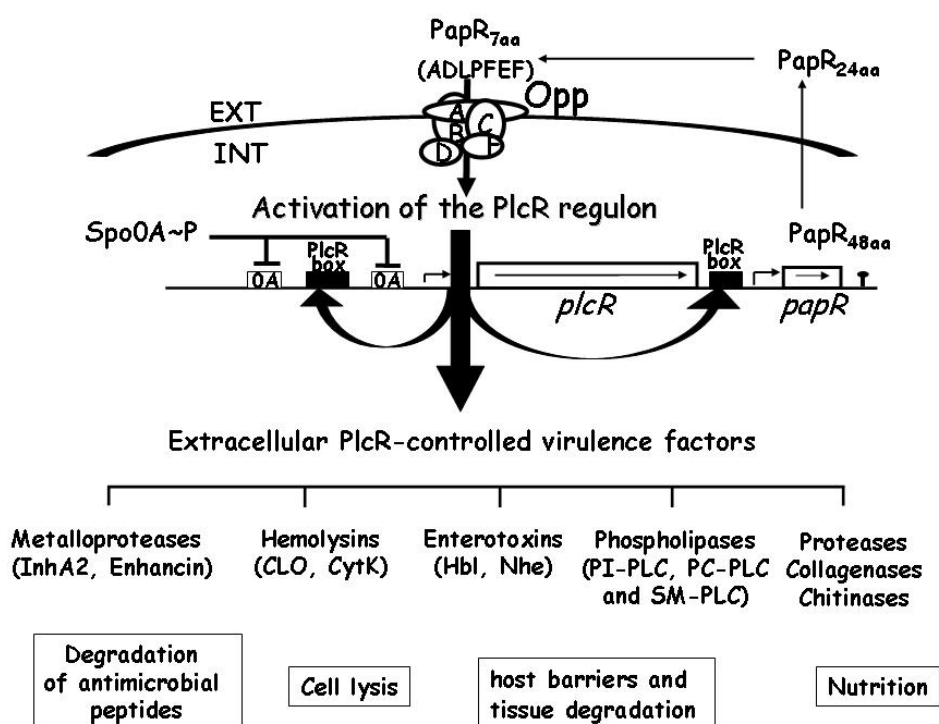 PapR7aa
(ADLPFEF)
PapR24aa
Opp
EXT
INT
A
B
C
D
F
Activation of the PlcR regulon
Spo0A~P
PapR48aa
PlcR
box
PlcR
box
0A
0A
plcR
papR
Extracellular PlcR-controlled virulence factors
Metalloproteases
(InhA2, Enhancin)
Hemolysins
(CLO, CytK)
Enterotoxins
(Hbl, Nhe)
Phospholipases
(PI-PLC, PC-PLC
and SM-PLC)
Proteases
Collagenases
Chitinases
Degradation
of antimicrobial
peptides
Cell lysis
host barriers and
tissue degradation
Nutrition